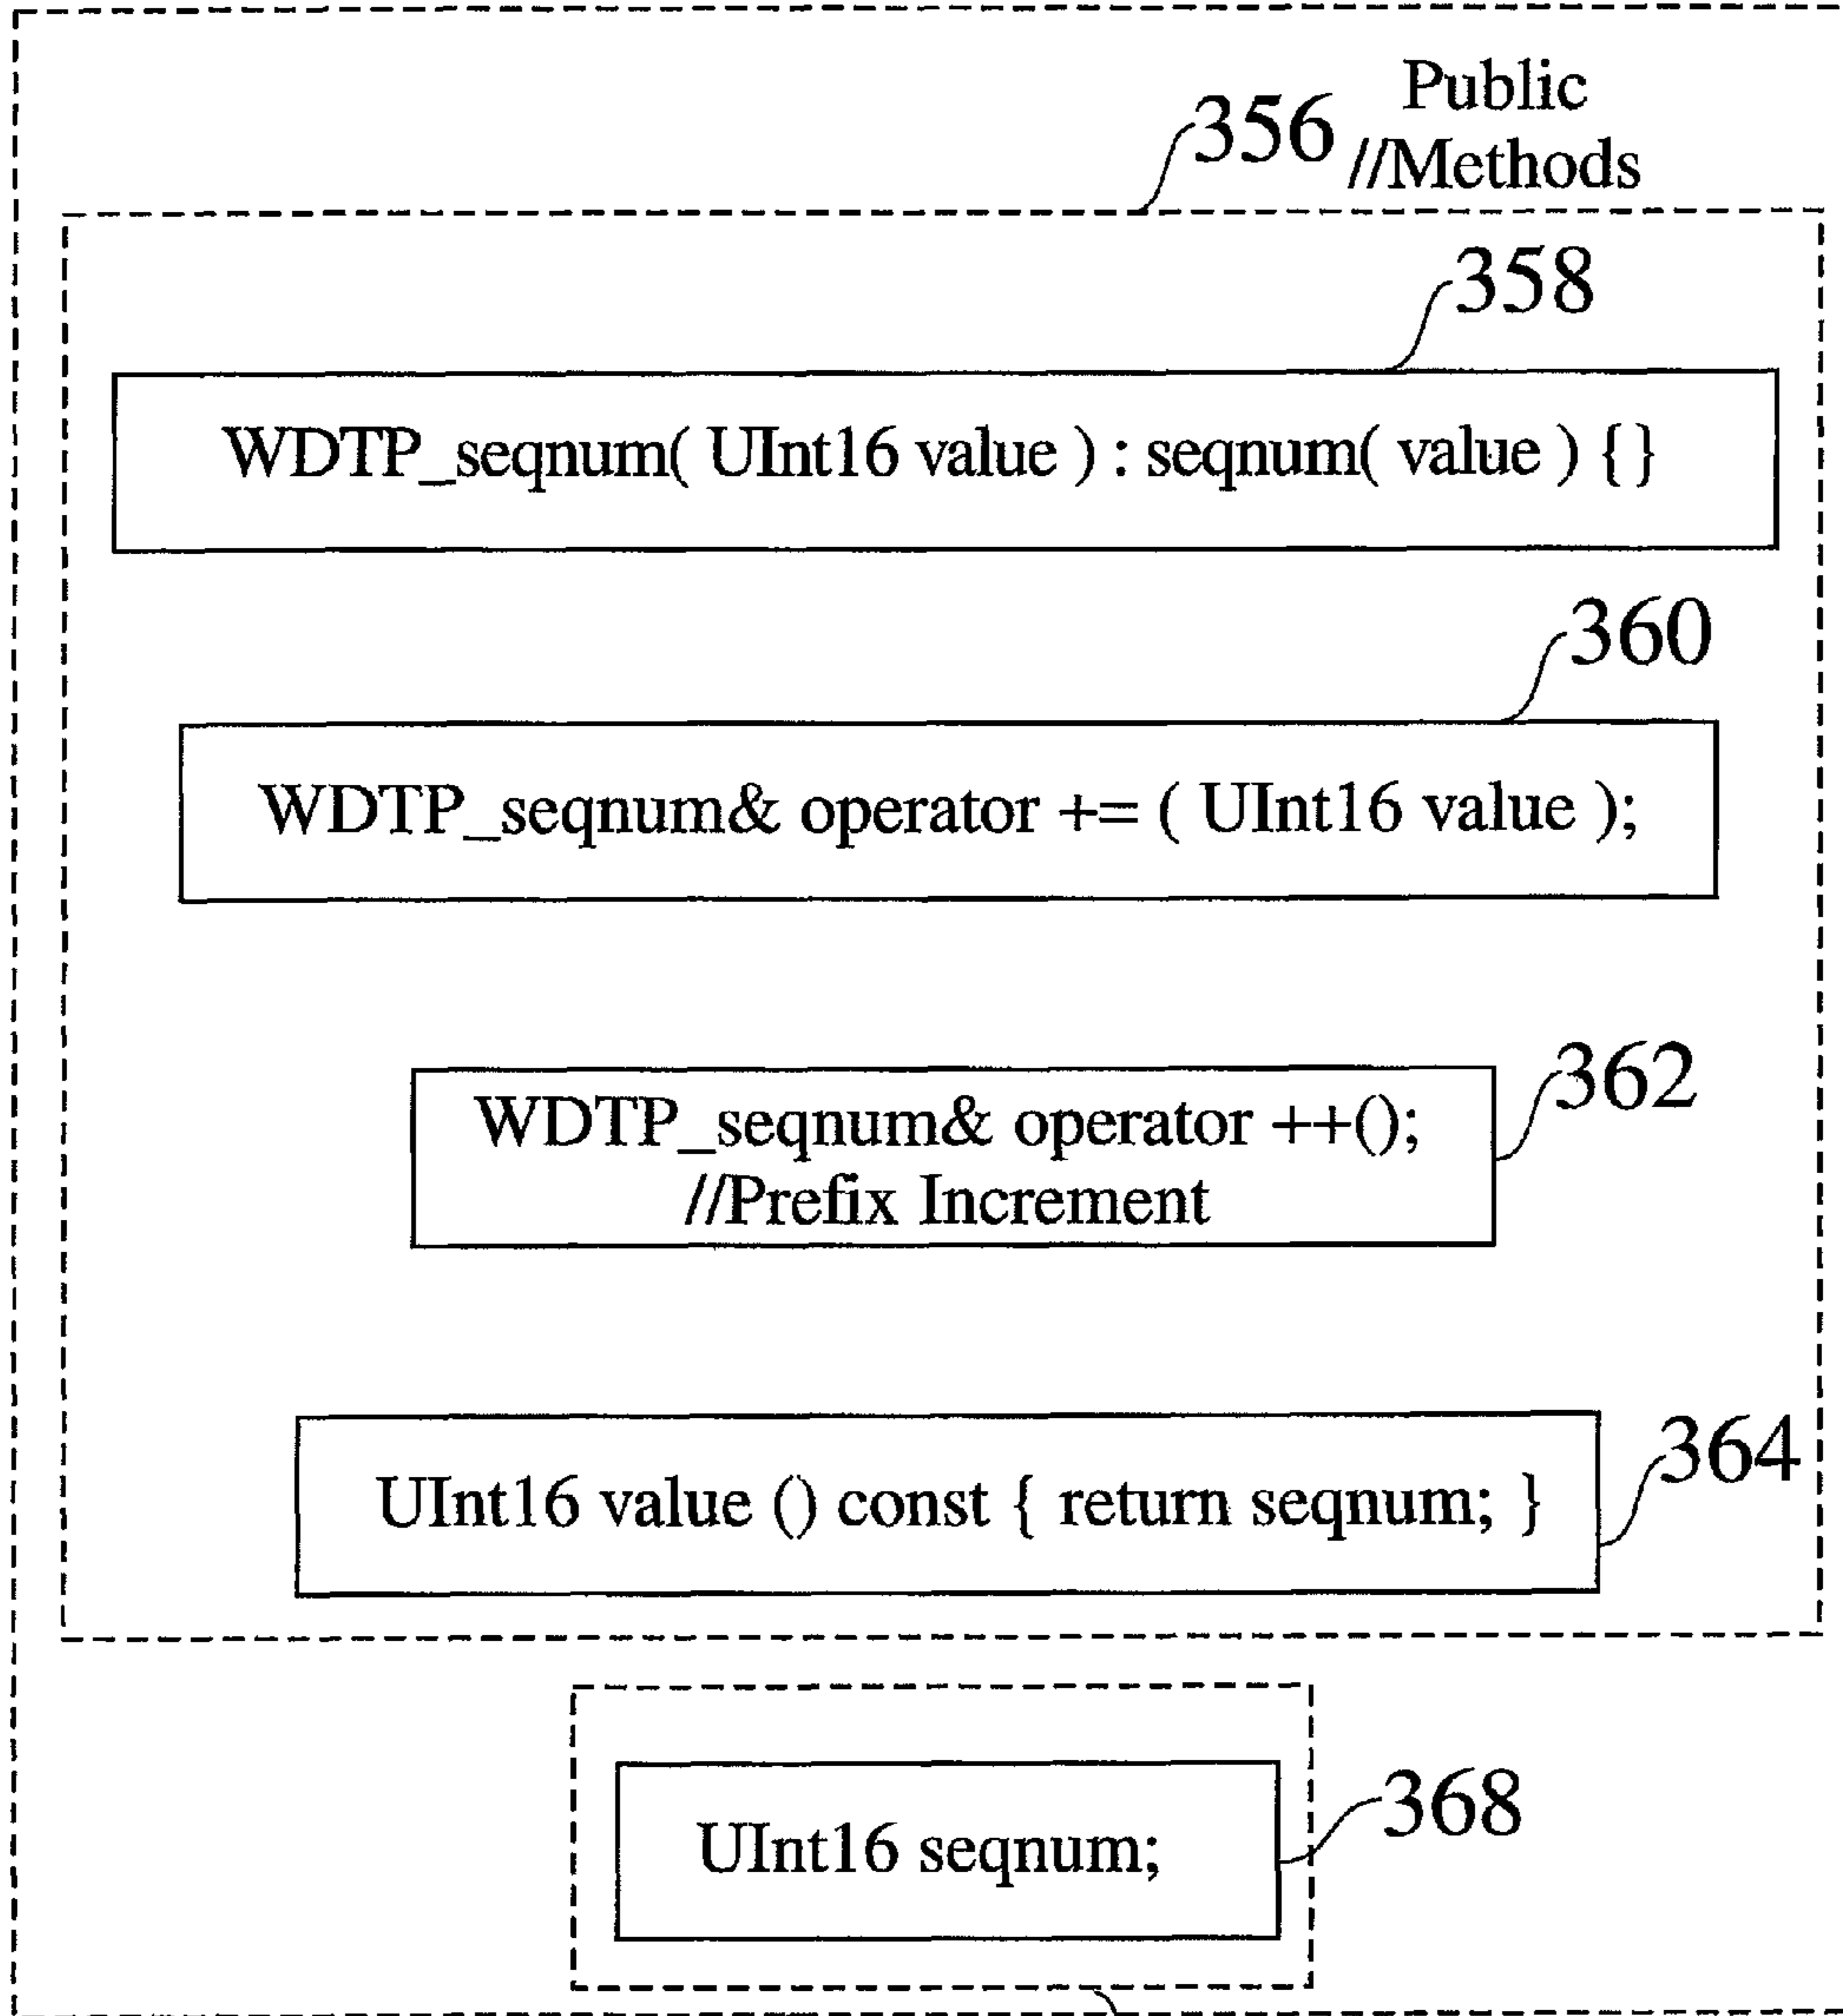 Public
356 //Methods
358
WDTP_seqnum( UInt16 value ) : seqnum( value ) {}
360
WDTP_seqnum& operator += ( UInt16 value );
362
WDTP_seqnum& operator ++();
//Prefix Increment
364
UInt16 value () const { return seqnum; }
368
UInt16 seqnum;